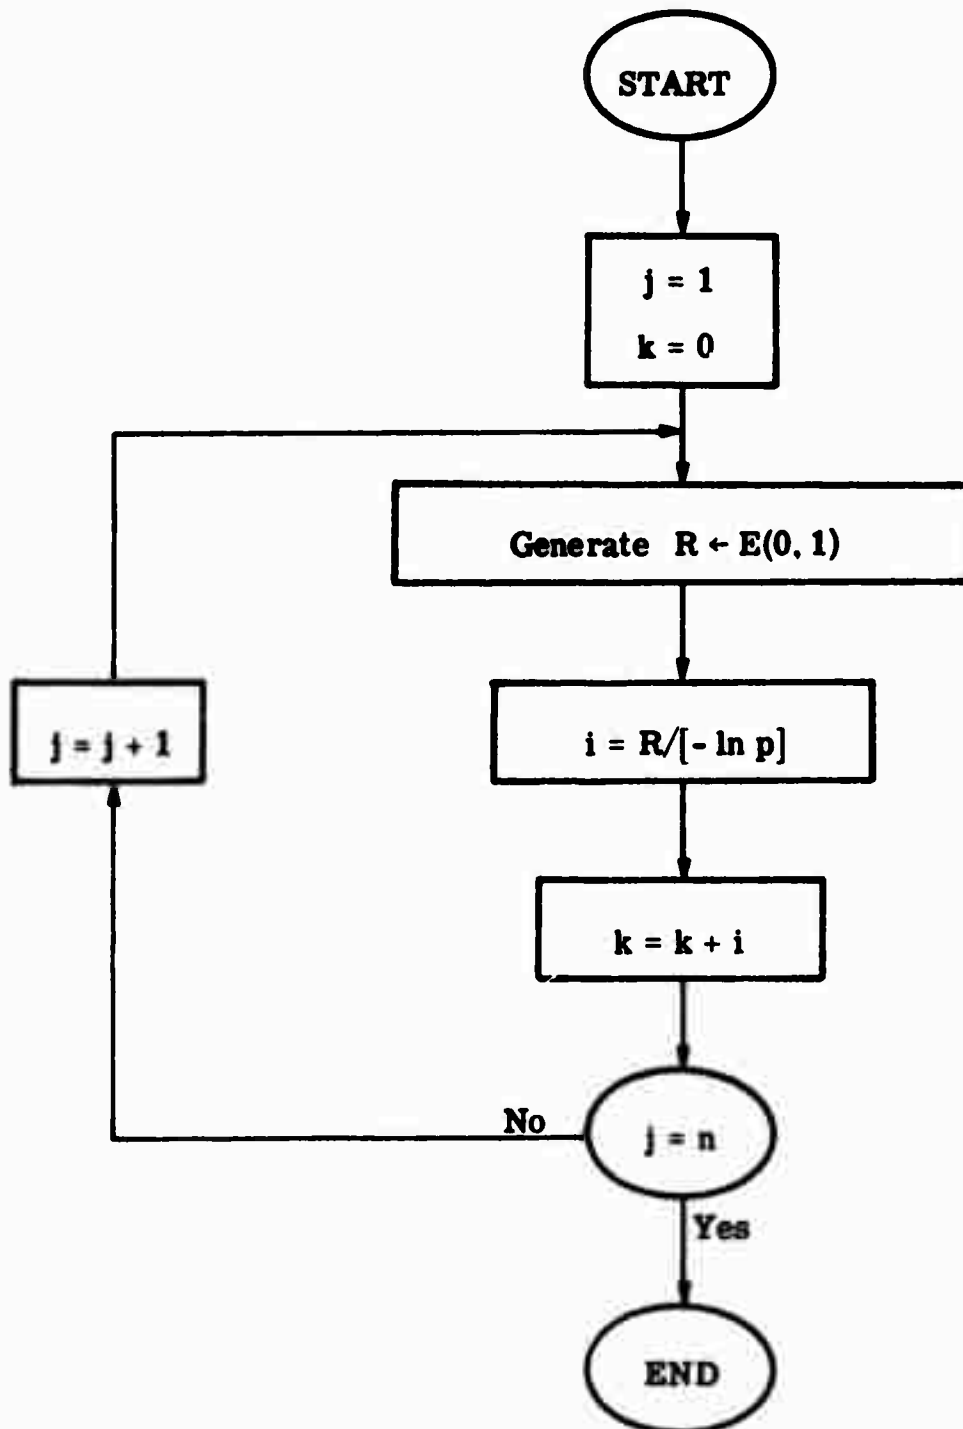 START
j = 1
k = 0
Generate R ← E(0, 1)
i = R/[- ln p]
j = j + 1
k = k + i
No
j = n
Yes
END